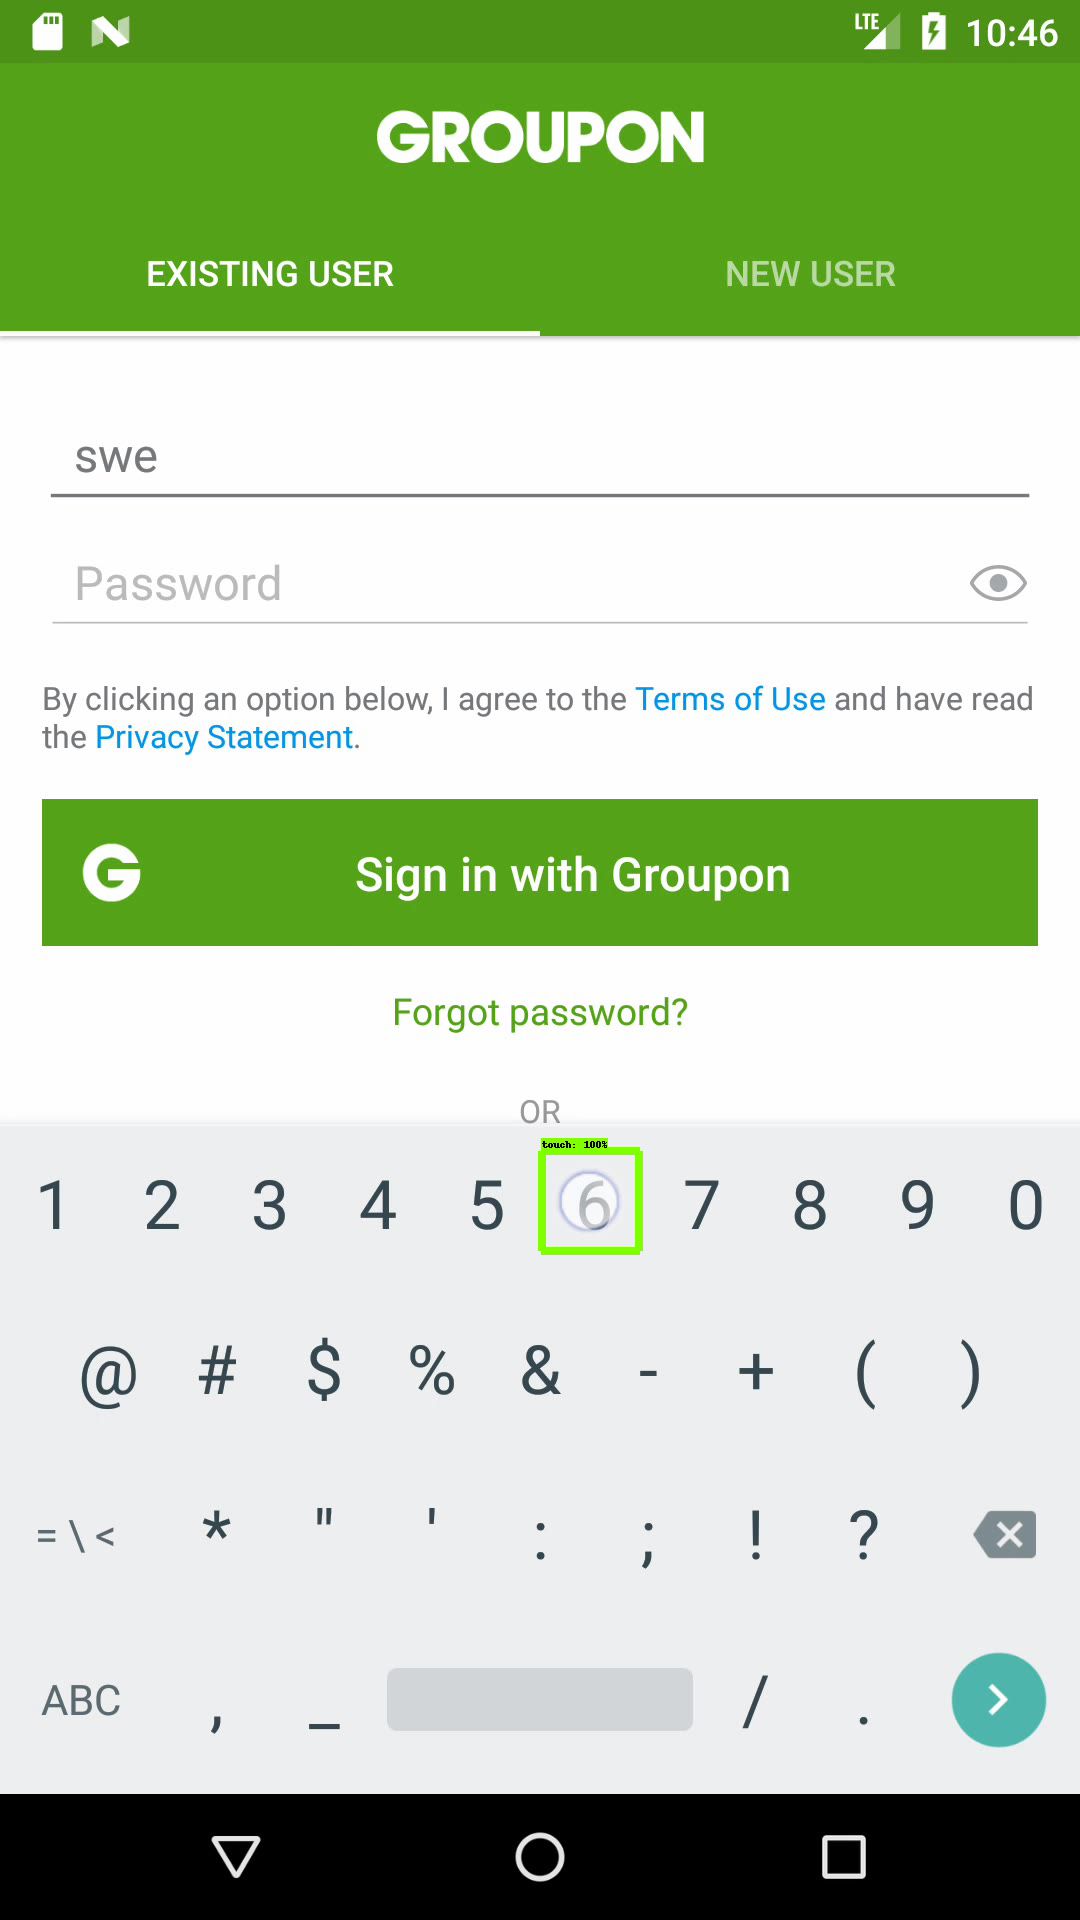 LTE 10:46
GROUPON
EXISTING USER NEW USER
swe
Password
By clicking an option below, I agree to the Terms of Use and have read
the Privacy Statement.
G Sign in with Groupon
Forgot password?
OR
touch: 100%
1 2 3 4 5 6 7 8 9 0
@ # $ % & - + ( )
= \ < * " ' : ; ! ?
ABC , _ / .